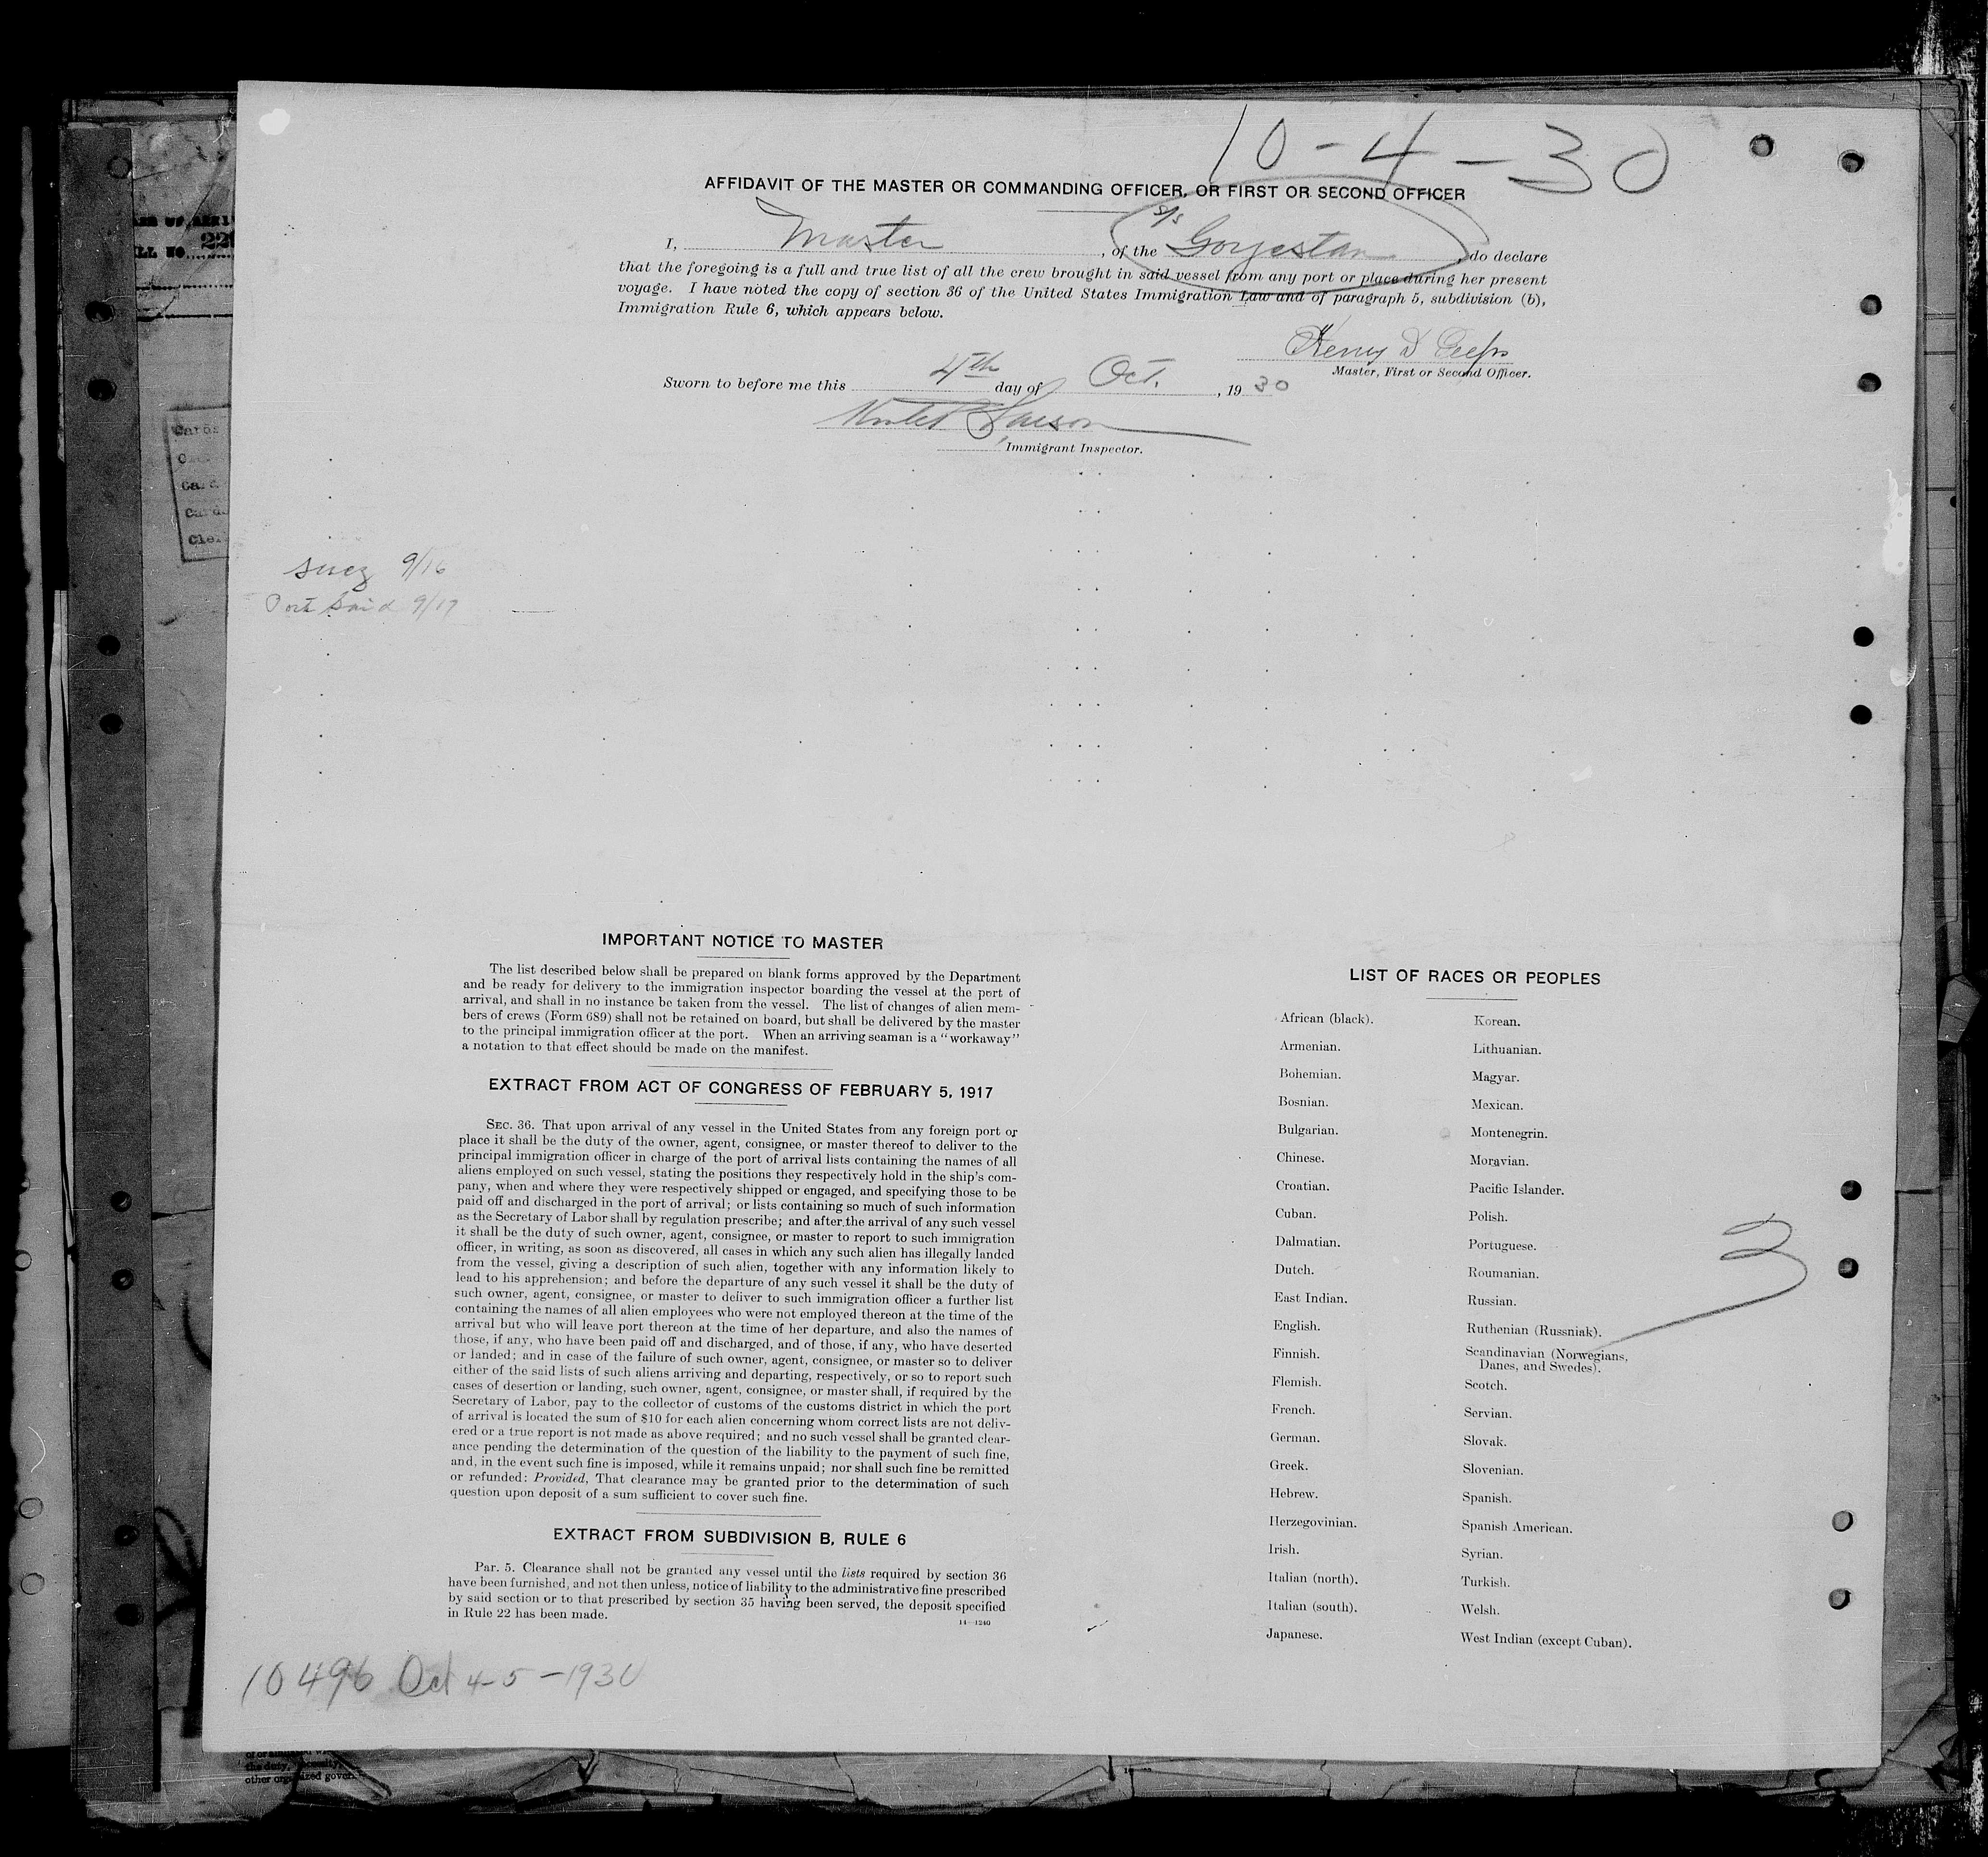 10-4-30
AFFIDAVIT OF THE MASTER OR COMMANDING OFFICER, OR FIRST OR SECOND OFFICER
I, Master, of the S/S Goryestan, do declare
that the foregoing is a full and true list of all the crew brought in said vessel from any port or place during her present
voyage. I have noted the copy of section 36 of the United States Immigration Law and of paragraph 5, subdivision (b),
Immigration Rule 6, which appears below.
Henry D
Master, First or Second Officer.
Sworn to before me this 4th day of Oct., 1930
Immigrant Inspector.
Suez 9/16
Port Said 9/17
IMPORTANT NOTICE TO MASTER
The list described below shall be prepared on blank forms approved by the Department
and be ready for delivery to the immigration inspector boarding the vessel at the port of
arrival, and shall in no instance be taken from the vessel. The list of changes of alien mem-
bers of crews (Form 689) shall not be retained on board, but shall be delivered by the master
to the principal immigration officer at the port. When an arriving seaman is a "workaway"
a notation to that effect should be made on the manifest.
EXTRACT FROM ACT OF CONGRESS OF FEBRUARY 5, 1917
SEC. 36. That upon arrival of any vessel in the United States from any foreign port or
place it shall be the duty of the owner, agent, consignee, or master thereof to deliver to the
principal immigration officer in charge of the port of arrival lists containing the names of all
aliens employed on such vessel, stating the positions they respectively hold in the ship's com-
pany, when and where they were respectively shipped or engaged, and specifying those to be
paid off and discharged in the port of arrival; or lists containing so much of such information
as the Secretary of Labor shall by regulation prescribe; and after the arrival of any such vessel
it shall be the duty of such owner, agent, consignee, or master to report to such immigration
officer, in writing, as soon as discovered, all cases in which any such alien has illegally landed
from the vessel, giving a description of such alien, together with any information likely to
lead to his apprehension; and before the departure of any such vessel it shall be the duty of
such owner, agent, consignee, or master to deliver to such immigration officer a further list
containing the names of all alien employees who were not employed thereon at the time of the
arrival but who will leave port thereon at the time of her departure, and also the names of
those, if any, who have been paid off and discharged, and of those, if any, who have deserted
or landed; and in case of the failure of such owner, agent, consignee, or master so to deliver
either of the said lists of such aliens arriving and departing, respectively, or so to report such
cases of desertion or landing, such owner, agent, consignee, or master shall, if required by the
Secretary of Labor, pay to the collector of customs of the customs district in which the port
of arrival is located the sum of $10 for each alien concerning whom correct lists are not deliv-
ered or a true report is not made as above required; and no such vessel shall be granted clear-
ance pending the determination of the question of the liability to the payment of such fine,
and, in the event such fine is imposed, while it remains unpaid; nor shall such fine be remitted
or refunded: Provided, That clearance may be granted prior to the determination of such
question upon deposit of a sum sufficient to cover such fine.
EXTRACT FROM SUBDIVISION B, RULE 6
Par. 5. Clearance shall not be granted any vessel until the lists required by section 36
have been furnished, and not then unless, notice of liability to the administrative fine prescribed
by said section or to that prescribed by section 35 having been served, the deposit specified
in Rule 22 has been made.
14-1240
LIST OF RACES OR PEOPLES
African (black).
Armenian.
Bohemian.
Bosnian.
Bulgarian.
Chinese.
Croatian.
Cuban.
Dalmatian.
Dutch.
East Indian.
English.
Finnish.
Flemish.
French.
German.
Greek.
Hebrew.
Herzegovinian.
Irish.
Italian (north).
Italian (south).
Japanese.
Korean.
Lithuanian.
Magyar.
Mexican.
Montenegrin.
Moravian.
Pacific Islander.
Polish.
Portuguese.
Roumanian.
Russian.
Ruthenian (Russniak).
Scandinavian (Norwegians,
Danes, and Swedes).
Scotch.
Servian.
Slovak.
Slovenian.
Spanish.
Spanish American.
Syrian.
Turkish.
Welsh.
West Indian (except Cuban).
3
10496 Oct 4-5-1930